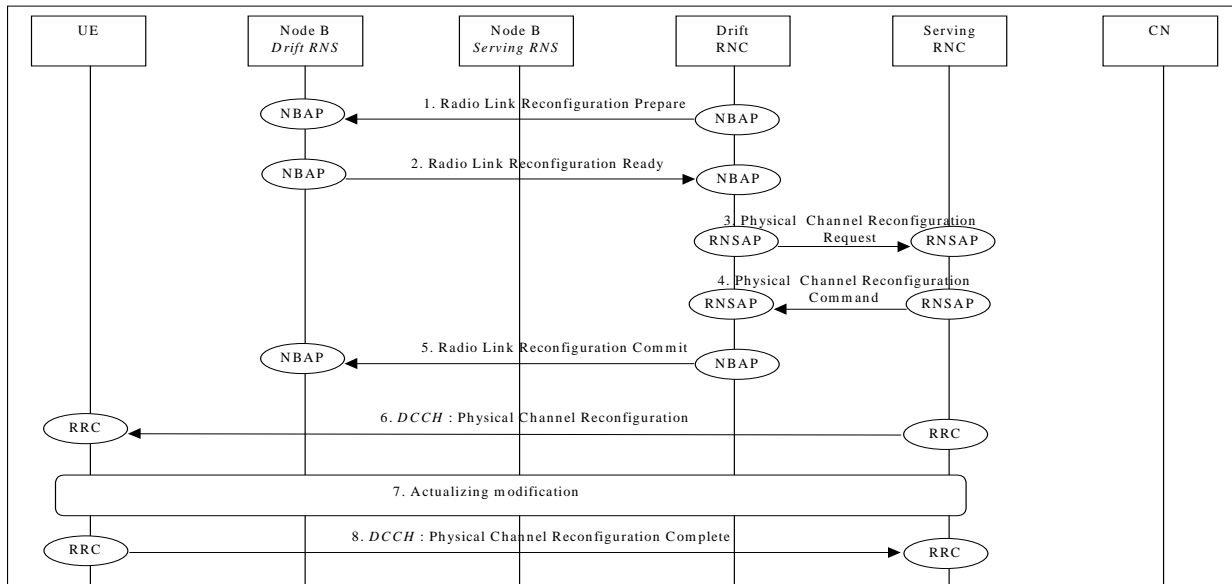 UE
Node B
Drift RNS
Node B
Serving RNS
Drift
RNC
Serving
RNC
CN
1. Radio Link Reconfiguration Prepare
NBAP
NBAP
2. Radio Link Reconfiguration Ready
NBAP
NBAP
3. Physical Channel Reconfiguration
Request
RNSAP
RNSAP
4. Physical Channel Reconfiguration
Command
RNSAP
RNSAP
5. Radio Link Reconfiguration Commit
NBAP
NBAP
6. DCCH : Physical Channel Reconfiguration
RRC
RRC
7. Actualizing modification
8. DCCH : Physical Channel Reconfiguration Complete
RRC
RRC